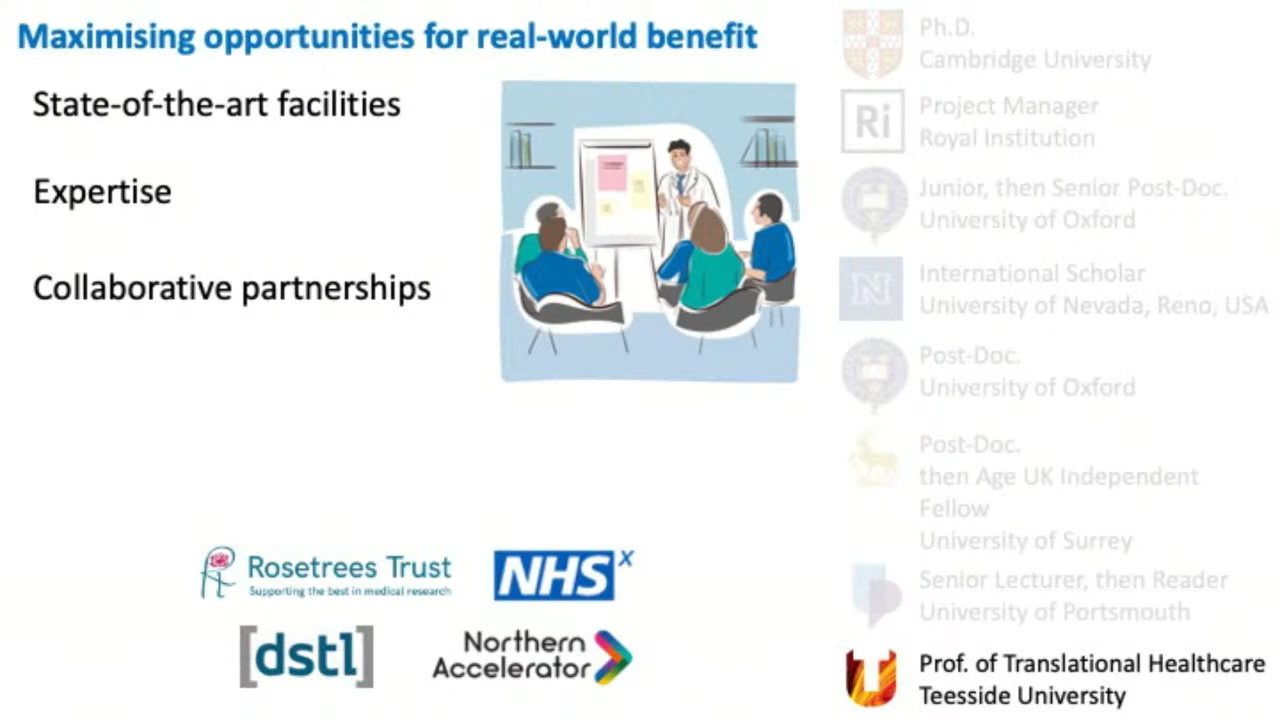 Maximising opportunities for real-world benefit
State-of-the-art facilities
Expertise
Collaborative partnerships
Rosetrees Trust
Supporting the best in medical research
NHSX
[dstl]
Northern
Accelerator
Ph.D.
Cambridge University
Ri
Project Manager
Royal Institution
Junior, then Senior Post-Doc.
University of Oxford
N
International Scholar
University of Nevada, Reno, USA
Post-Doc.
University of Oxford
Post-Doc.
then Age UK Independent
Fellow
University of Surrey
Senior Lecturer, then Reader
University of Portsmouth
T
Prof. of Translational Healthcare
Teesside University